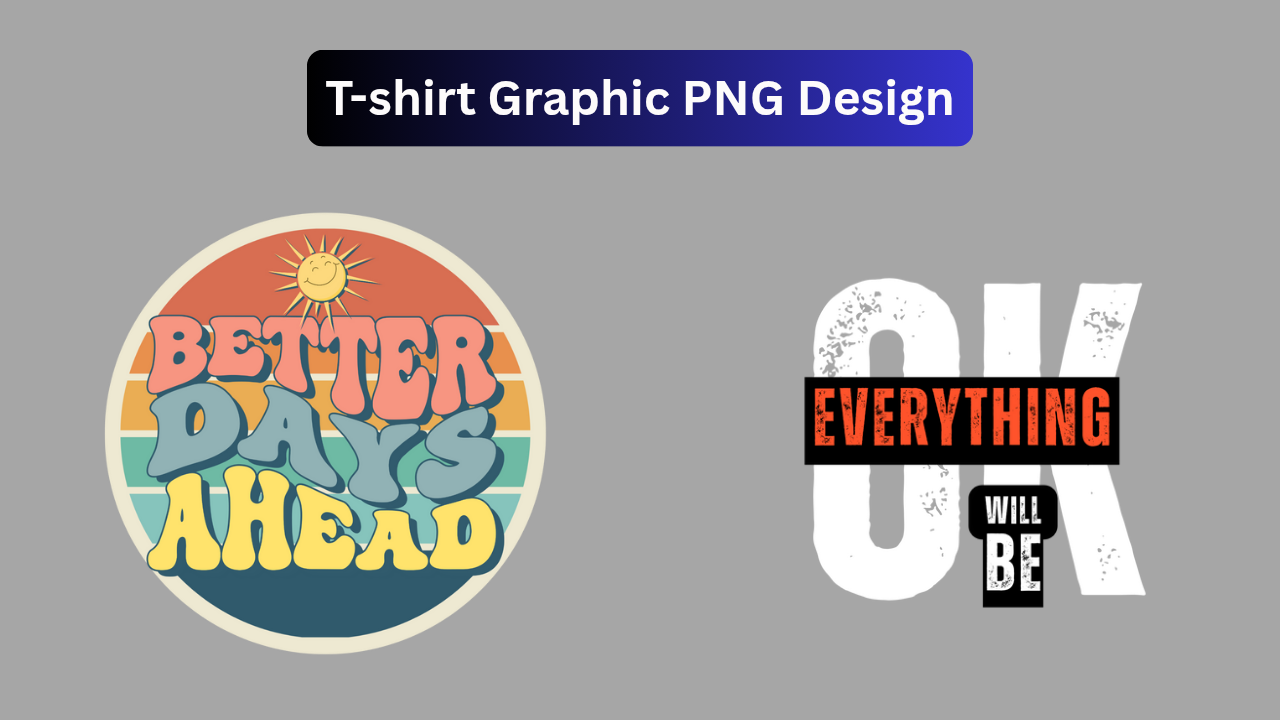 T-shirt Graphic PNG Design
BETTER
DAYS
AHEAD
OK
EVERYTHING
WILL
BE